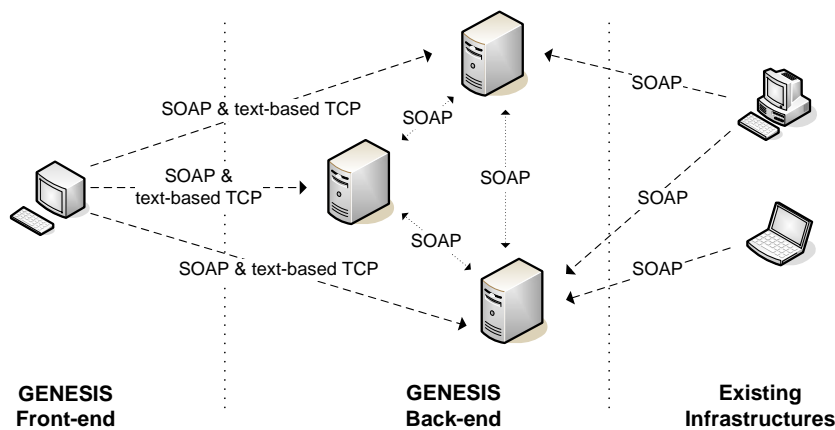 SOAP & text-based TCP
SOAP
SOAP
SOAP &
text-based TCP
SOAP
SOAP
SOAP
SOAP & text-based TCP
SOAP
GENESIS
Front-end
GENESIS
Back-end
Existing
Infrastructures